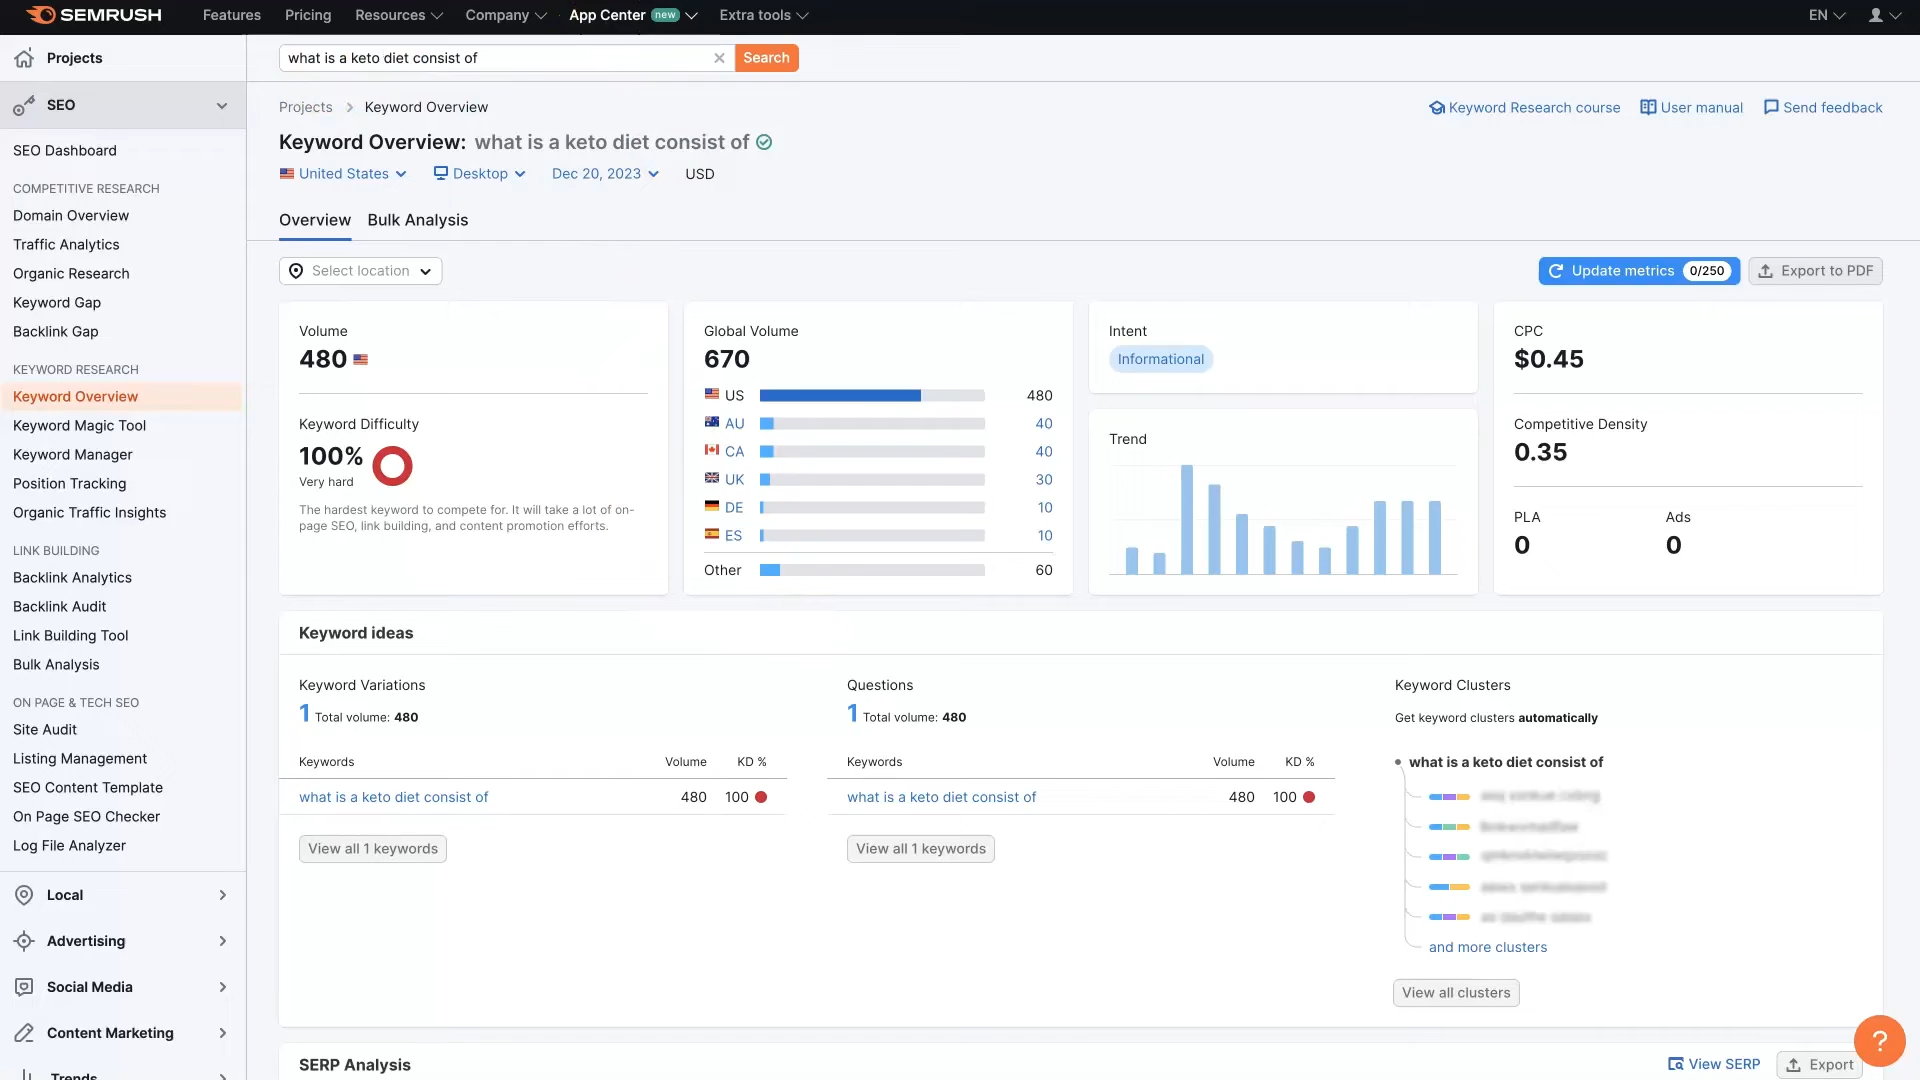 SEMRUSH
Features
Pricing
Resources
Company
App Center new
Extra tools
EN
Projects
SEO
SEO Dashboard
COMPETITIVE RESEARCH
Domain Overview
Traffic Analytics
Organic Research
Keyword Gap
Backlink Gap
KEYWORD RESEARCH
Keyword Overview
Keyword Magic Tool
Keyword Manager
Position Tracking
Organic Traffic Insights
LINK BUILDING
Backlink Analytics
Backlink Audit
Link Building Tool
Bulk Analysis
ON PAGE & TECH SEO
Site Audit
Listing Management
SEO Content Template
On Page SEO Checker
Log File Analyzer
Local
Advertising
Social Media
Content Marketing
Trends
what is a keto diet consist of
Search
Projects > Keyword Overview
Keyword Research course
User manual
Send feedback
Keyword Overview: what is a keto diet consist of
United States
Desktop
Dec 20, 2023
USD
Overview
Bulk Analysis
Select location
Update metrics 0/250
Export to PDF
Volume
480
Keyword Difficulty
100%
Very hard
The hardest keyword to compete for. It will take a lot of on-
page SEO, link building, and content promotion efforts.
Global Volume
670
US 480
AU 40
CA 40
UK 30
DE 10
ES 10
Other 60
Intent
Informational
Trend
CPC
$0.45
Competitive Density
0.35
PLA
0
Ads
0
Keyword ideas
Keyword Variations
1 Total volume: 480
Keywords Volume KD %
what is a keto diet consist of 480 100
View all 1 keywords
Questions
1 Total volume: 480
Keywords Volume KD %
what is a keto diet consist of 480 100
View all 1 keywords
Keyword Clusters
Get keyword clusters automatically
what is a keto diet consist of
and more clusters
View all clusters
SERP Analysis
View SERP
Export
?